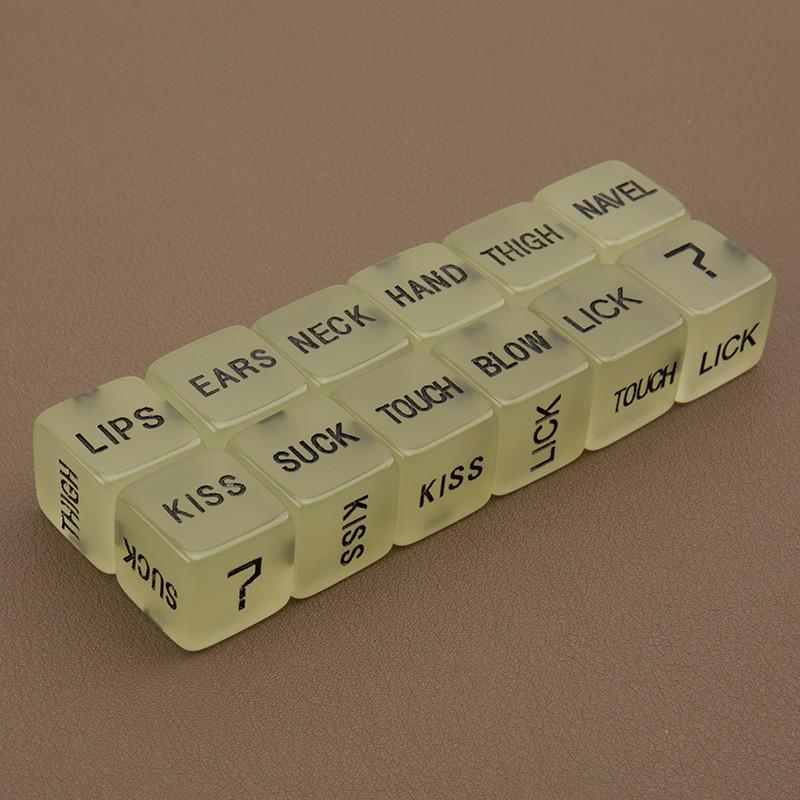 LIPS
EARS
NECK
HAND
THIGH
NAVEL
KISS
SUCK
TOUCH
BLOW
LICK
?
THIGH
SUCK
?
KISS
KISS
LICK
TOUCH
LICK